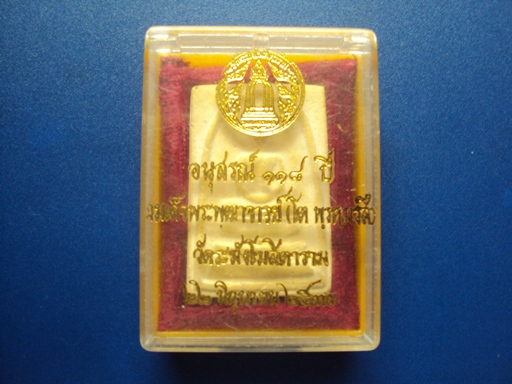 อนุสรณ์ ๑๑๘ ปี
สมเด็จพระพุฒาจารย์ (โต พรหมรังสี)
วัดระฆังโฆสิตาราม
๒๒ มิถุนายน